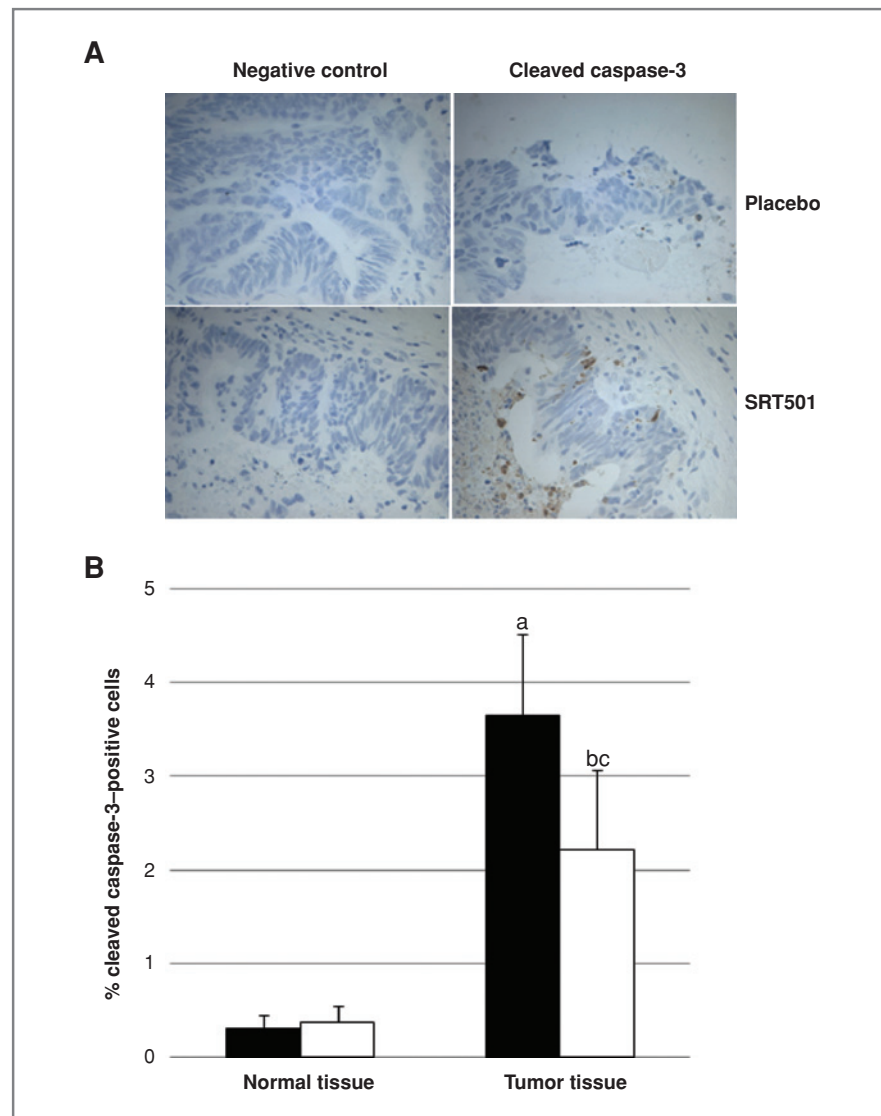 A
Negative control
Cleaved caspase-3
Placebo
SRT501
B
% cleaved caspase-3–positive cells
5
4
3
2
1
0
a
bc
Normal tissue
Tumor tissue